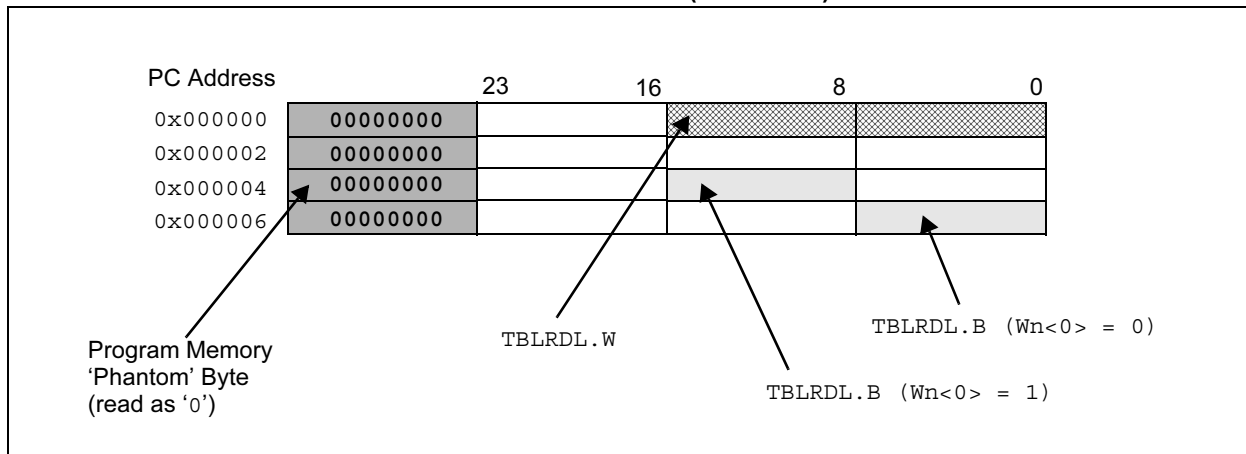 PC Address
23 16 8 0
0x000000 00000000
0x000002 00000000
0x000004 00000000
0x000006 00000000
TBLRDL.W
TBLRDL.B (Wn<0> = 0)
TBLRDL.B (Wn<0> = 1)
Program Memory
‘Phantom’ Byte
(read as ‘0’)